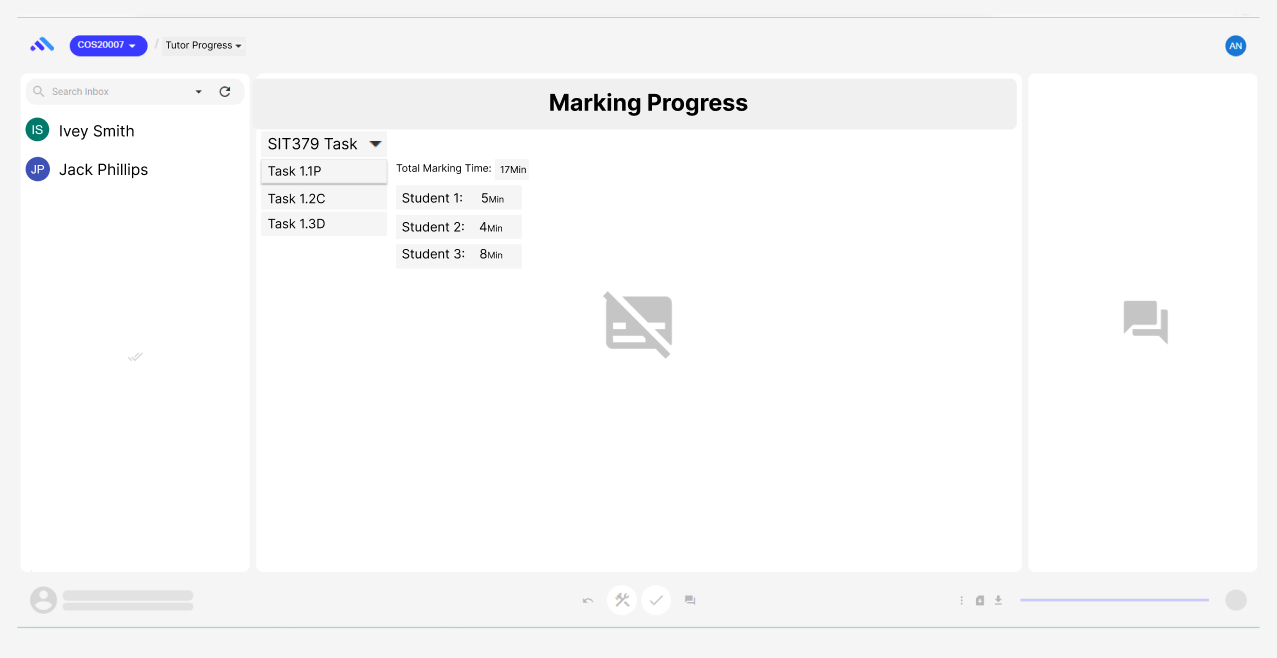 COS20007 / Tutor Progress
AN
Search Inbox
IS Ivey Smith
JP Jack Phillips
Marking Progress
SIT379 Task
Task 1.1P
Task 1.2C
Task 1.3D
Total Marking Time: 17Min
Student 1: 5Min
Student 2: 4Min
Student 3: 8Min